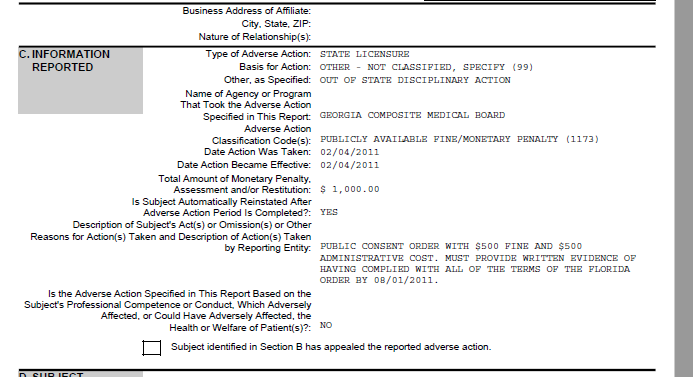 Business Address of Affiliate:
City, State, ZIP:
Nature of Relationship(s):
C. INFORMATION
REPORTED
Type of Adverse Action: STATE LICENSURE
Basis for Action: OTHER - NOT CLASSIFIED, SPECIFY (99)
Other, as Specified: OUT OF STATE DISCIPLINARY ACTION
Name of Agency or Program
That Took the Adverse Action
Specified in This Report: GEORGIA COMPOSITE MEDICAL BOARD
Adverse Action
Classification Code(s): PUBLICLY AVAILABLE FINE/MONETARY PENALTY (1173)
Date Action Was Taken: 02/04/2011
Date Action Became Effective: 02/04/2011
Total Amount of Monetary Penalty,
Assessment and/or Restitution: $ 1,000.00
Is Subject Automatically Reinstated After
Adverse Action Period Is Completed?: YES
Description of Subject's Act(s) or Omission(s) or Other
Reasons for Action(s) Taken and Description of Action(s) Taken
by Reporting Entity: PUBLIC CONSENT ORDER WITH $500 FINE AND $500
ADMINISTRATIVE COST. MUST PROVIDE WRITTEN EVIDENCE OF
HAVING COMPLIED WITH ALL OF THE TERMS OF THE FLORIDA
ORDER BY 08/01/2011.
Is the Adverse Action Specified in This Report Based on the
Subject's Professional Competence or Conduct, Which Adversely
Affected, or Could Have Adversely Affected, the
Health or Welfare of Patient(s)?: NO
Subject identified in Section B has appealed the reported adverse action.
D. SUBJECT